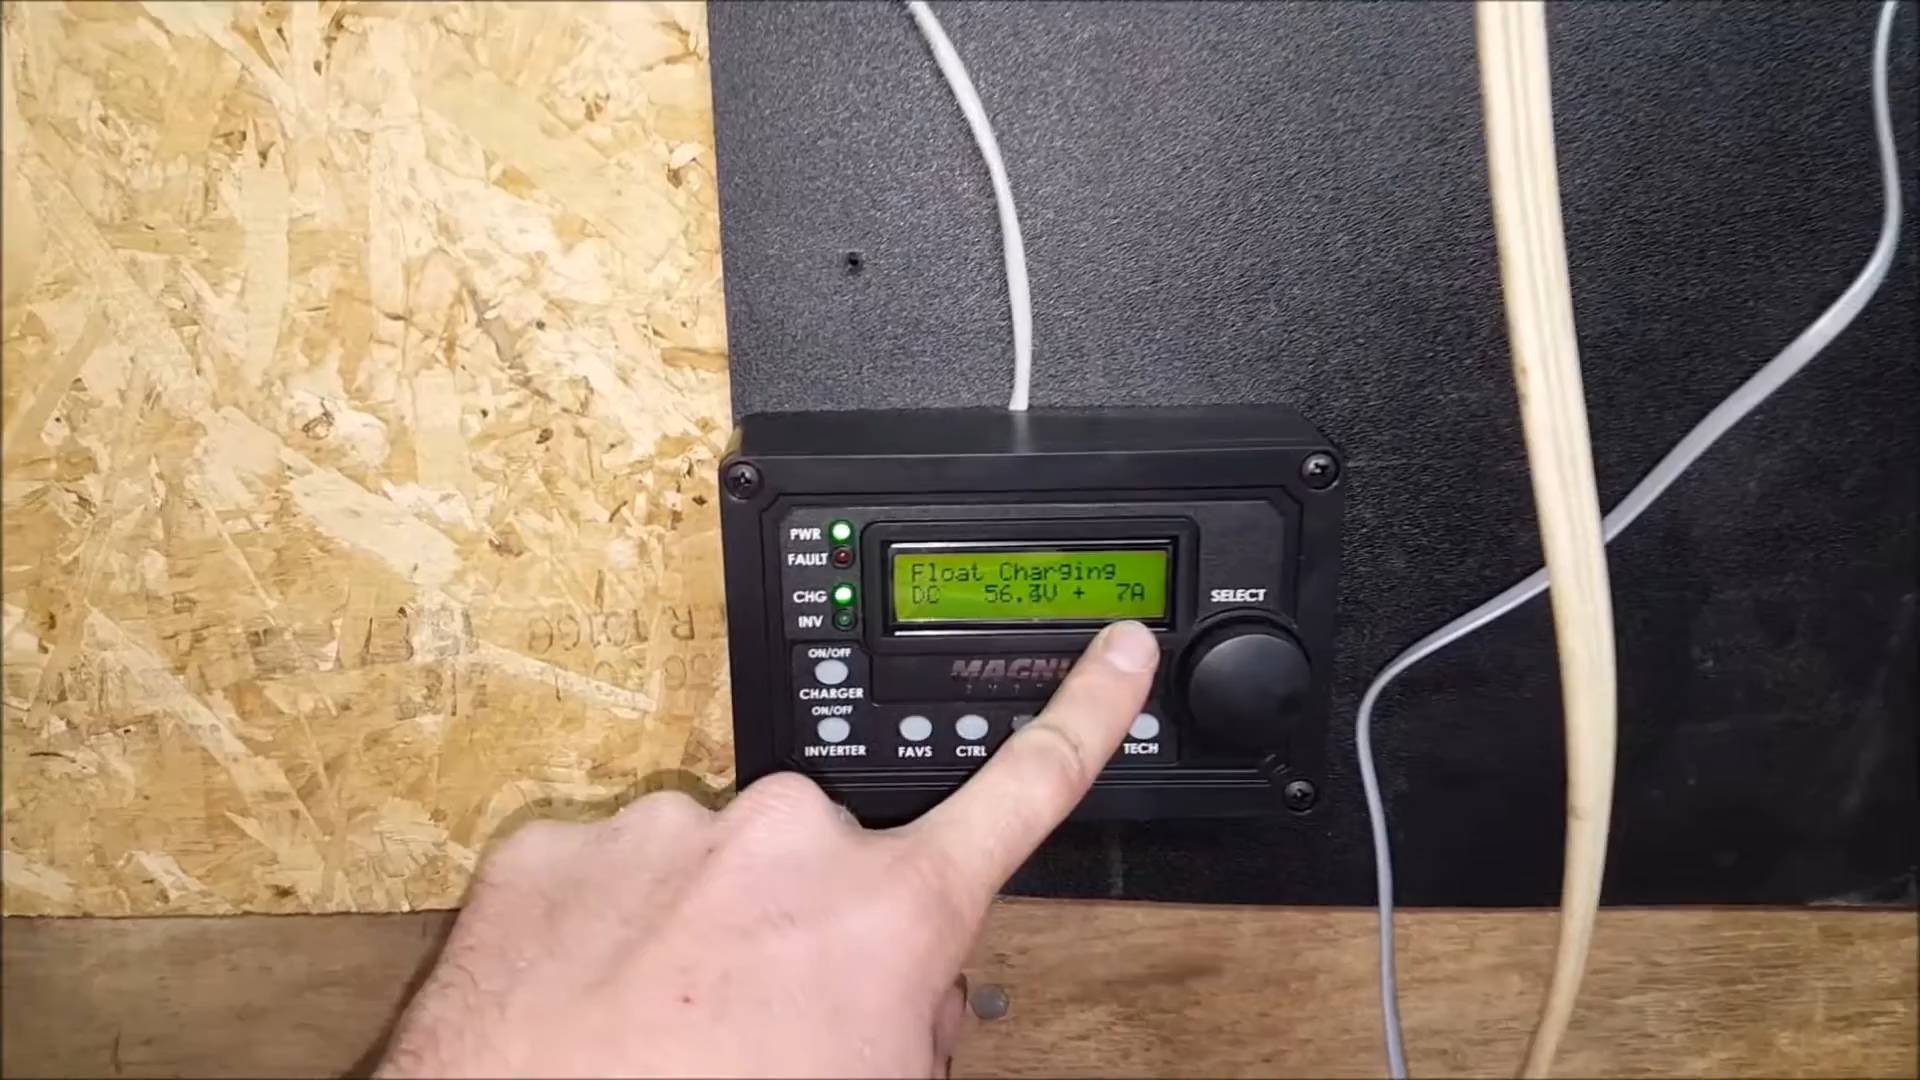 PWR
FAULT
CHG
INV
Float Charging
DC 56. V + 7A
SELECT
ON/OFF
CHARGER
ON/OFF
INVERTER
FAVS
CTRL
TECH